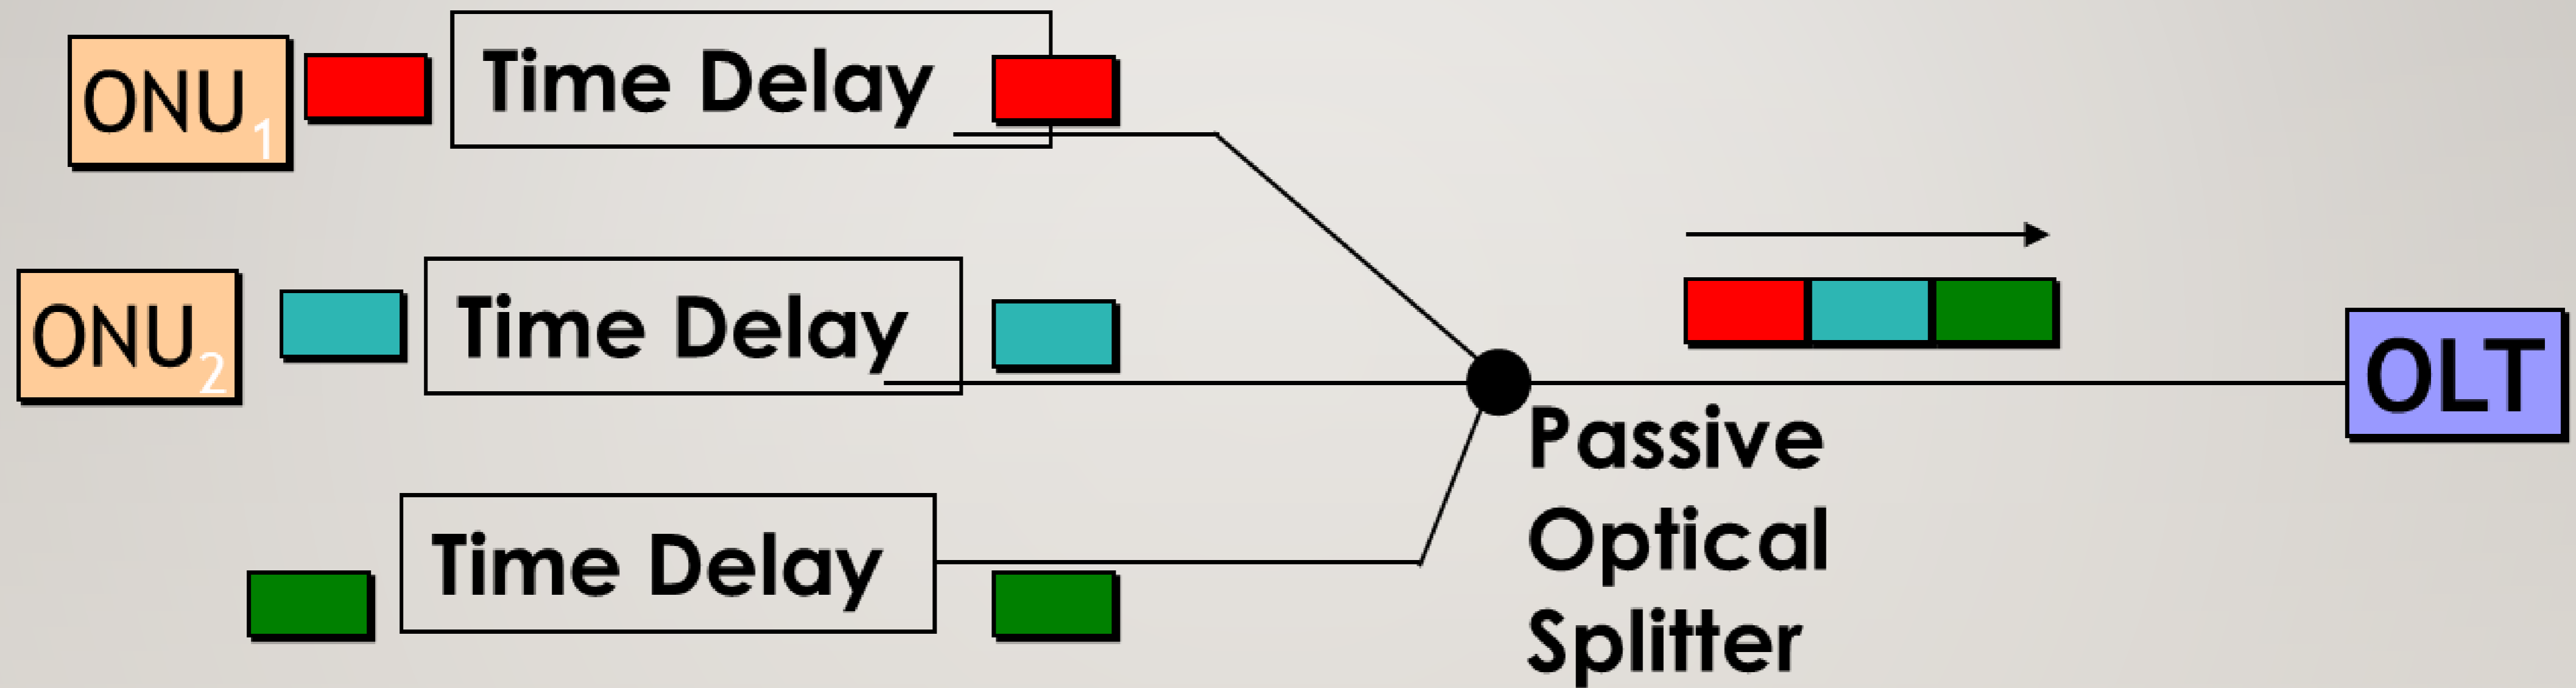 ONU1
Time Delay
ONU2
Time Delay
OLT
Time Delay
Passive
Optical
Splitter